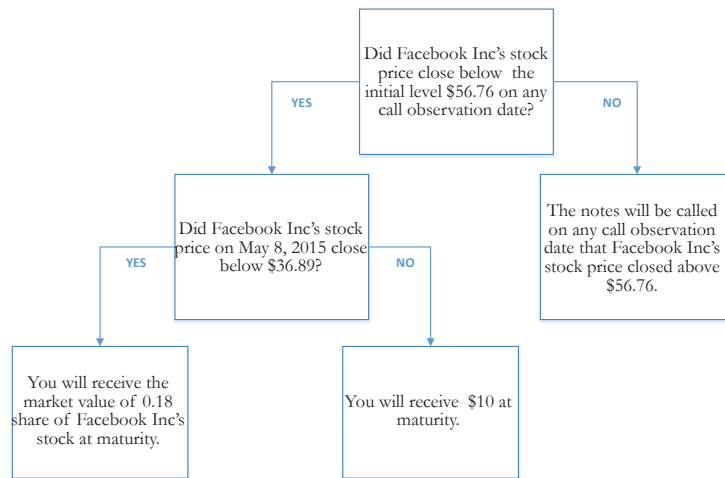 Did Facebook Inc's stock
price close below the
initial level $56.76 on any
call observation date?
YES
NO
Did Facebook Inc's stock
price on May 8, 2015 close
below $36.89?
The notes will be called
on any call observation
date that Facebook Inc's
stock price closed above
$56.76.
YES
NO
You will receive the
market value of 0.18
share of Facebook Inc's
stock at maturity.
You will receive $10 at
maturity.